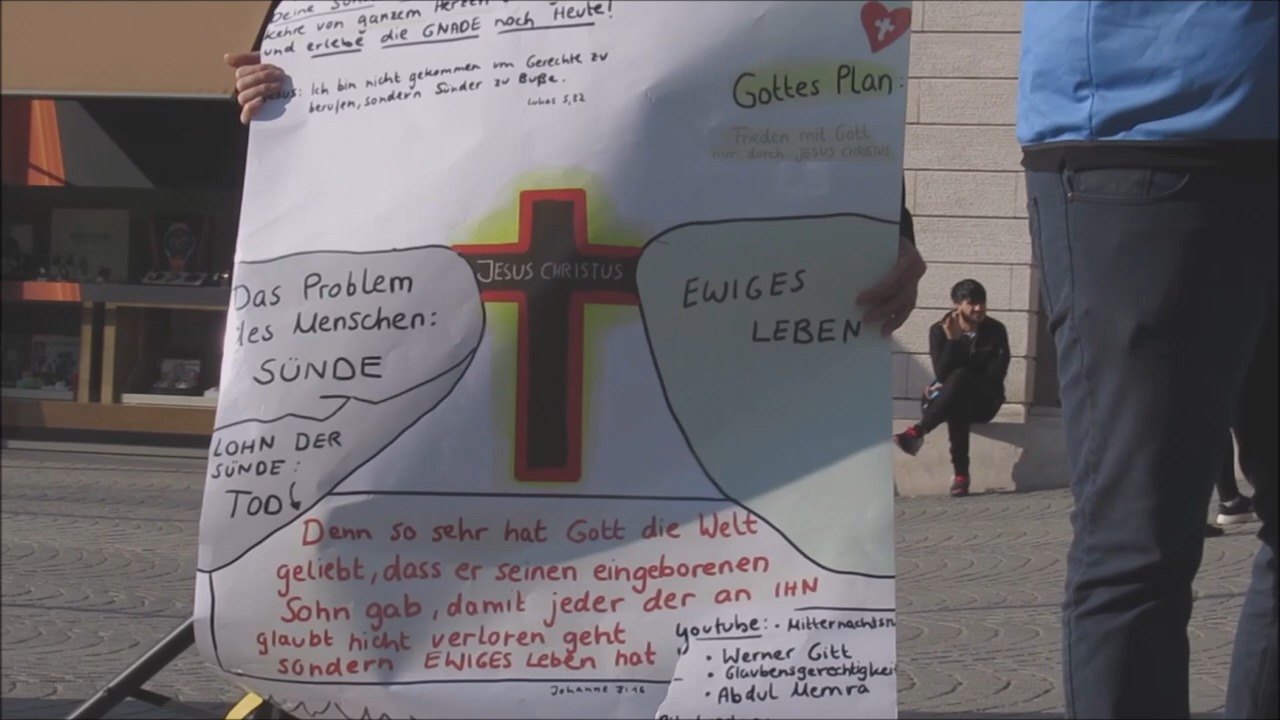 kehre von ganzem Herzen
und erlebe die GNADE noch Heute!
: Ich bin nicht gekommen um Gerechte zu
berufen, sondern Sünder zu Buße.
Lukas 5,32
Gottes Plan:
Frieden mit Gott
nur durch JESUS CHRISTUS
JESUS CHRISTUS
Das Problem
des Menschen:
SÜNDE
LOHN DER
SÜNDE:
TOD
EWIGES
LEBEN
Denn so sehr hat Gott die Welt
geliebt, dass er seinen eingeborenen
Sohn gab, damit jeder der an IHN
glaubt nicht verloren geht
sondern EWIGES Leben hat
Johanne 3:16
Youtube: • Mitternachtsr
• Werner Gitt
• Glaubensgerechtigkeit
• Abdul Memra